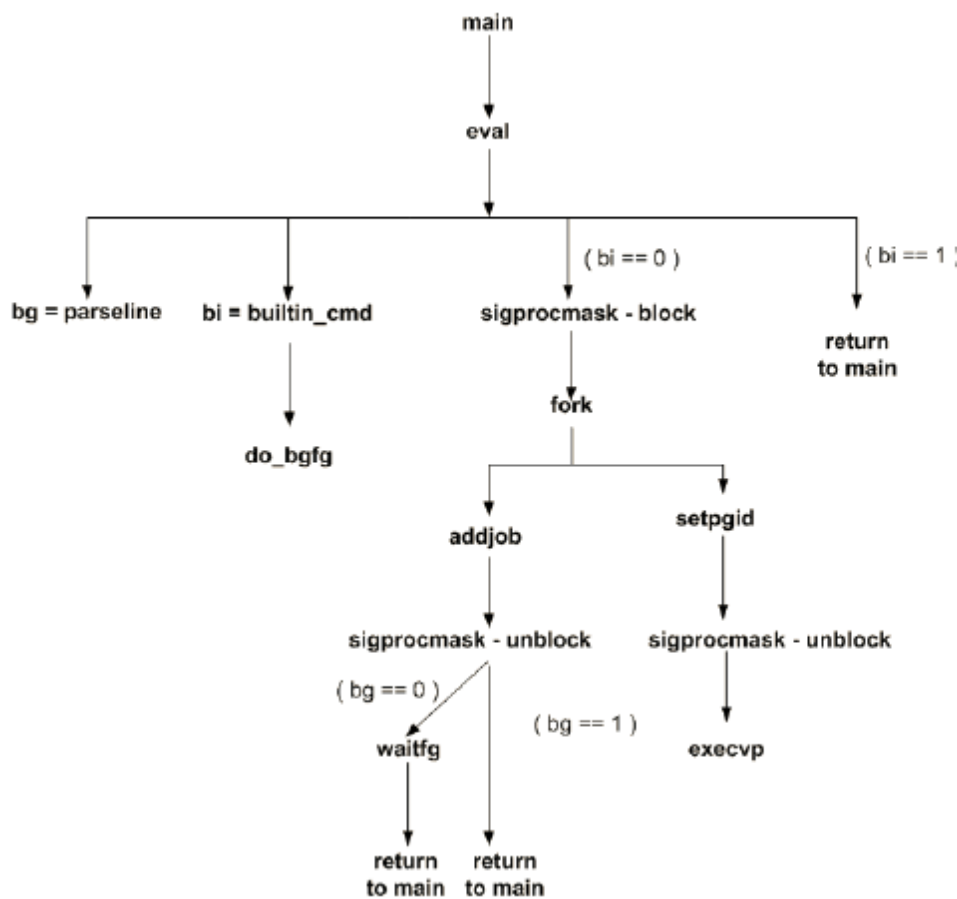 main
eval
( bi == 0 )
( bi == 1 )
bg = parseline
bi = builtin_cmd
sigprocmask - block
return
to main
fork
do_bgfg
setpgid
addjob
sigprocmask - unblock
sigprocmask - unblock
( bg == 0 )
( bg == 1 )
waitfg
execvp
return
to main
return
to main